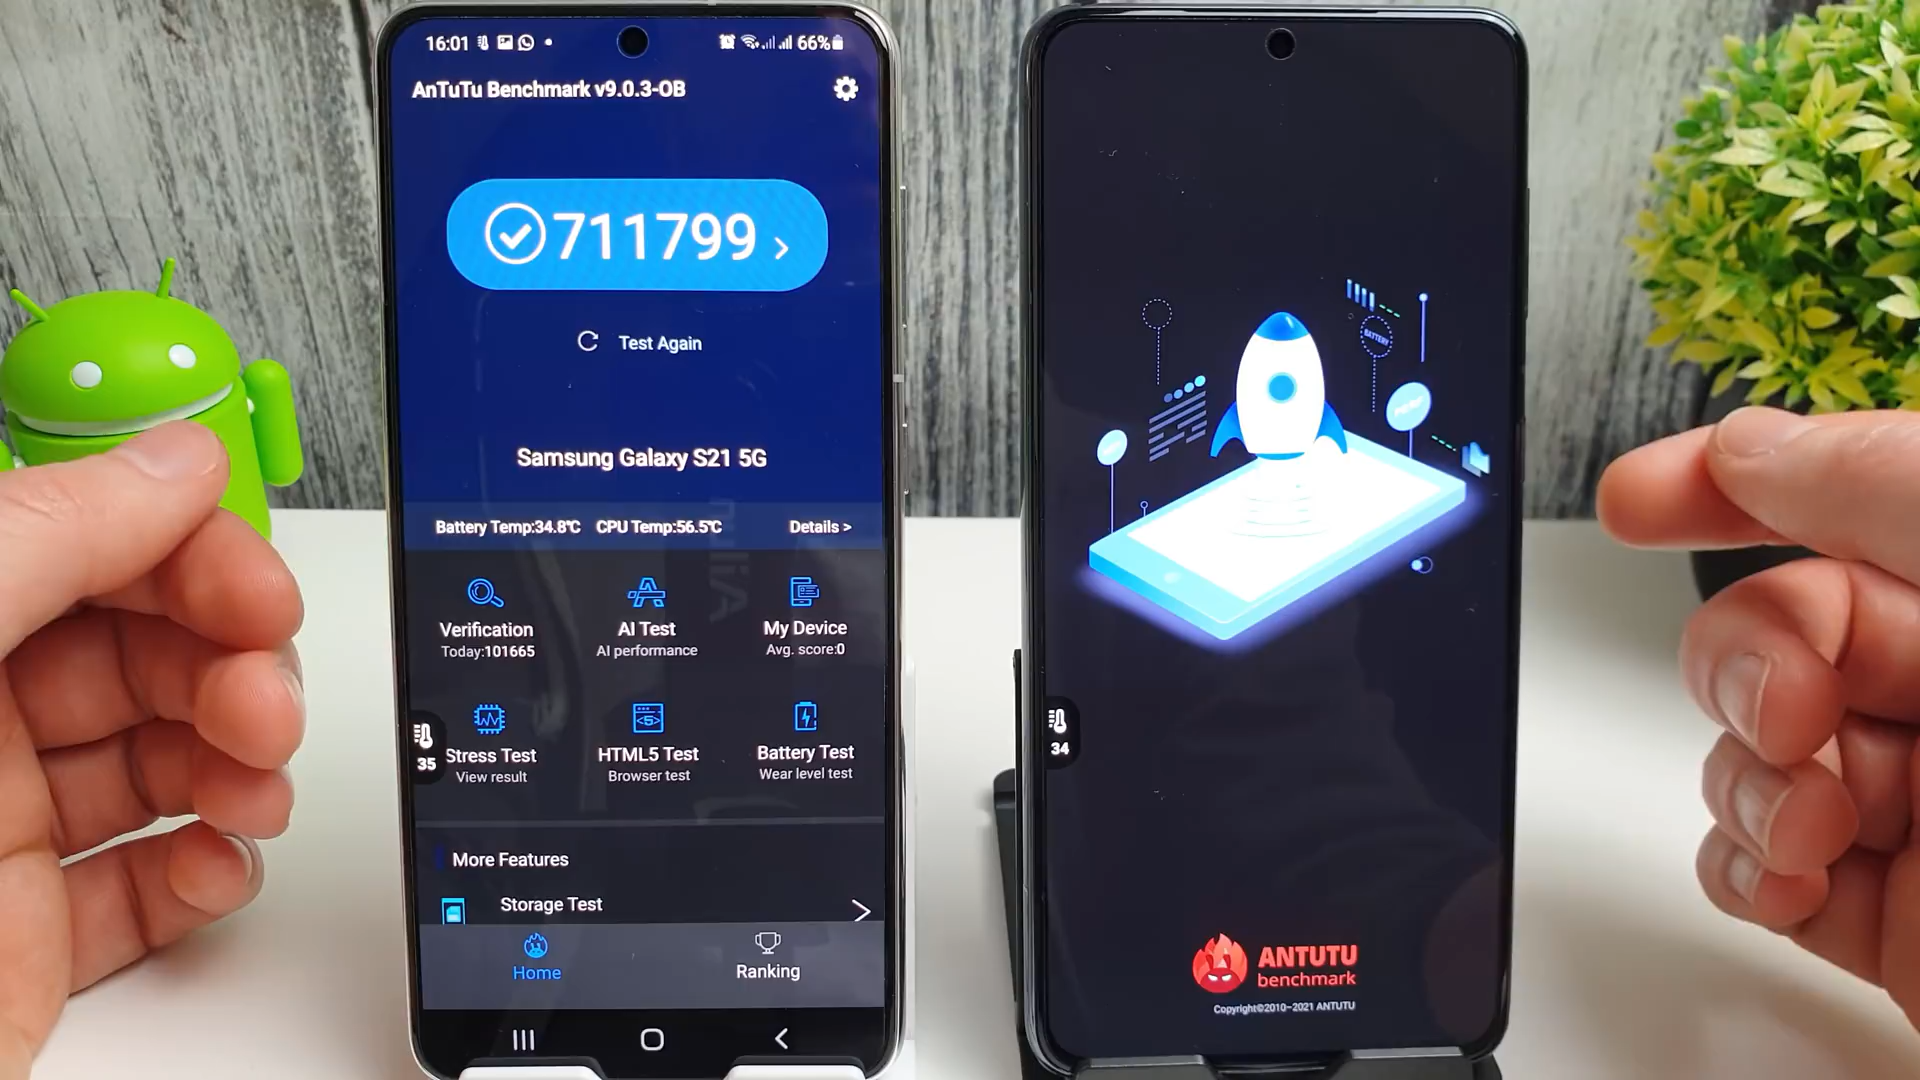 16:01
66%
AnTuTu Benchmark v9.0.3-OB
711799
Test Again
Samsung Galaxy S21 5G
Battery Temp:34.8℃ CPU Temp:56.5℃ Details >
Verification
Today:101665
AI Test
AI performance
My Device
Avg. score:0
35
Stress Test
View result
HTML5 Test
Browser test
Battery Test
Wear level test
More Features
Storage Test
Home
Ranking
BATTERY
34
ANTUTU
benchmark
Copyright©2010-2021 ANTUTU